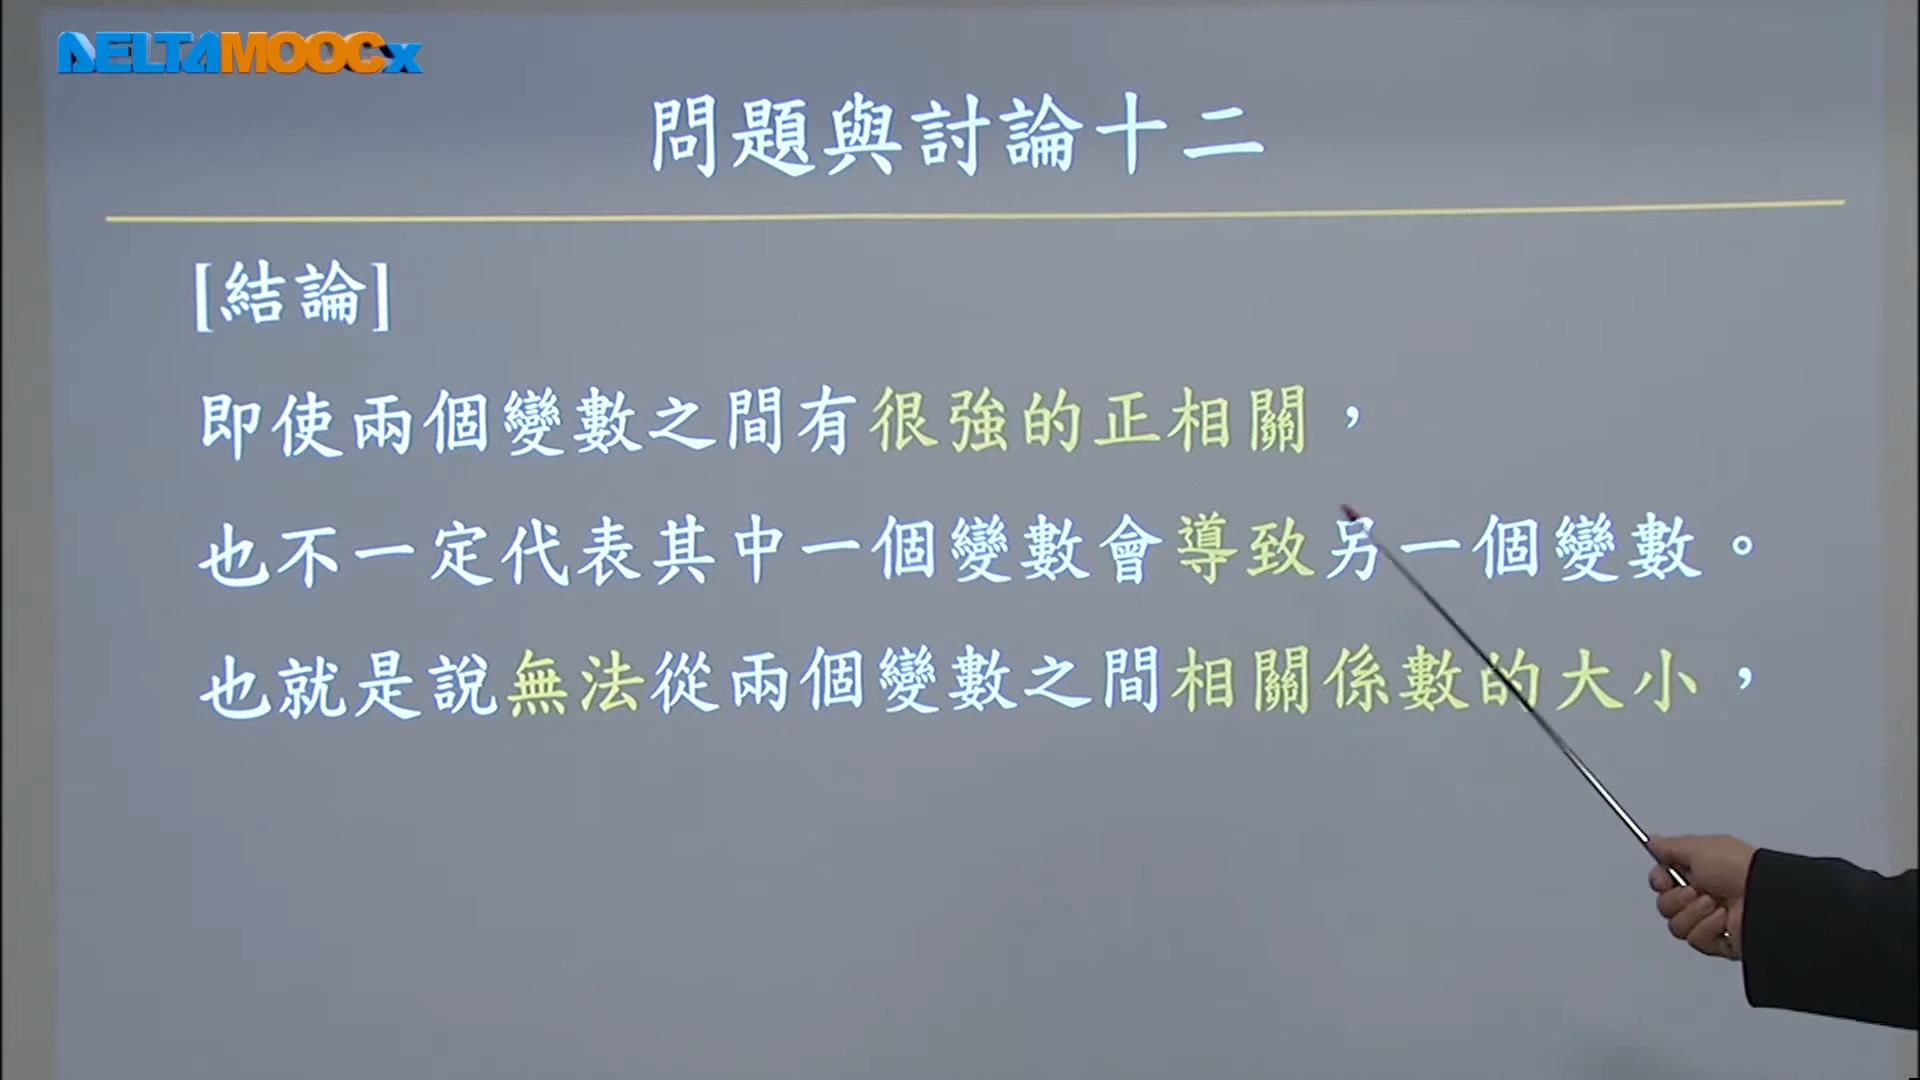 DELTAMOOCx
問題與討論十二
[結論]
即使兩個變數之間有很強的正相關，
也不一定代表其中一個變數會導致另一個變數。
也就是說無法從兩個變數之間相關係數的大小，